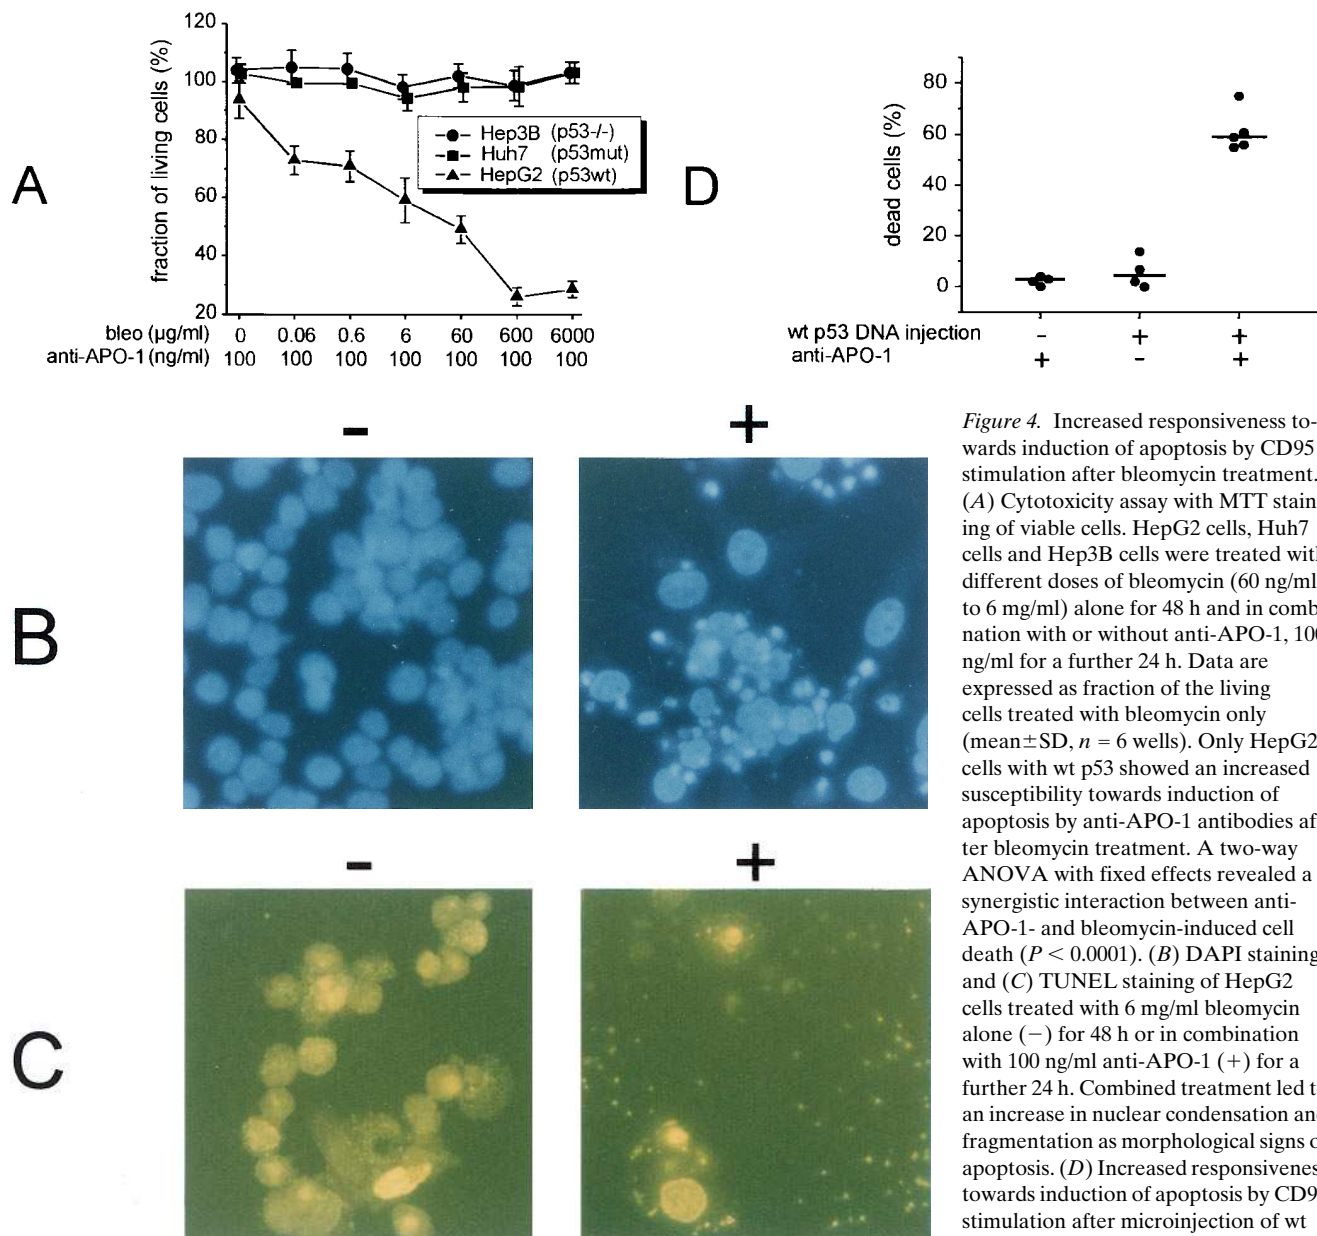 A
fraction of living cells (%)
120
100
80
60
40
20
Hep3B (p53-/-)
Huh7 (p53mut)
HepG2 (p53wt)
bleo (µg/ml) 0 0.06 0.6 6 60 600 6000
anti-APO-1 (ng/ml) 100 100 100 100 100 100 100
D
dead cells (%)
80
60
40
20
0
wt p53 DNA injection - + +
anti-APO-1 + - +
B
- +
C
- +
Figure 4. Increased responsiveness to-
wards induction of apoptosis by CD95
stimulation after bleomycin treatment.
(A) Cytotoxicity assay with MTT stain
ing of viable cells. HepG2 cells, Huh7
cells and Hep3B cells were treated with
different doses of bleomycin (60 ng/ml
to 6 mg/ml) alone for 48 h and in comb
nation with or without anti-APO-1, 100
ng/ml for a further 24 h. Data are
expressed as fraction of the living
cells treated with bleomycin only
(mean±SD, n = 6 wells). Only HepG2
cells with wt p53 showed an increased
susceptibility towards induction of
apoptosis by anti-APO-1 antibodies af
ter bleomycin treatment. A two-way
ANOVA with fixed effects revealed a
synergistic interaction between anti-
APO-1- and bleomycin-induced cell
death (P < 0.0001). (B) DAPI staining
and (C) TUNEL staining of HepG2
cells treated with 6 mg/ml bleomycin
alone (−) for 48 h or in combination
with 100 ng/ml anti-APO-1 (+) for a
further 24 h. Combined treatment led t
an increase in nuclear condensation an
fragmentation as morphological signs o
apoptosis. (D) Increased responsivenes
towards induction of apoptosis by CD9
stimulation after microinjection of wt